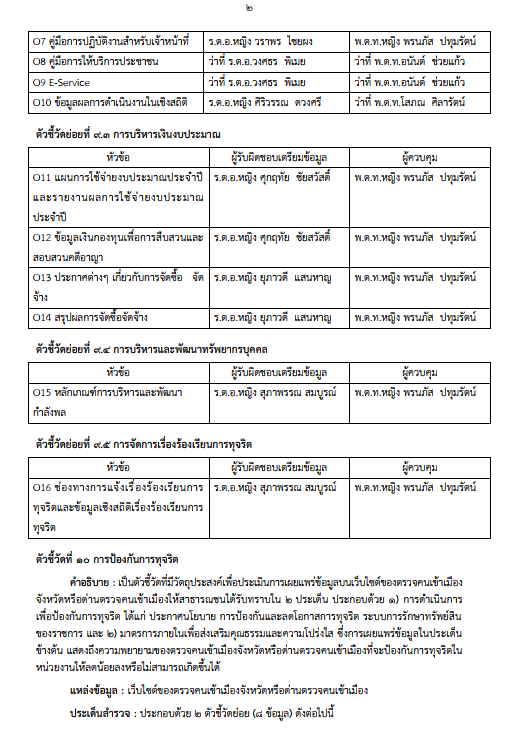 ๒
O7 คู่มือการปฏิบัติงานสำหรับเจ้าหน้าที่ ร.ต.อ.หญิง วราพร ไชยผง พ.ต.ท.หญิง พรนภัส ปทุมรัตน์
O8 คู่มือการให้บริการประชาชน ว่าที่ ร.ต.อ.วงศธร พิเมย ว่าที่ พ.ต.ท.อนันต์ ช่วยแก้ว
O9 E-Service ว่าที่ ร.ต.อ.วงศธร พิเมย ว่าที่ พ.ต.ท.อนันต์ ช่วยแก้ว
O10 ข้อมูลผลการดำเนินงานในเชิงสถิติ ร.ต.อ.หญิง ศิริวรรณ ดวงศรี ว่าที่ พ.ต.ท.โสภณ ศิลารัตน์
ตัวชี้วัดย่อยที่ ๙.๓ การบริหารเงินงบประมาณ
หัวข้อ ผู้รับผิดชอบเตรียมข้อมูล ผู้ควบคุม
O11 แผนการใช้จ่ายงบประมาณประจำปี ร.ต.อ.หญิง ศุกฤทัย ชัยสวัสดิ์ พ.ต.ท.หญิง พรนภัส ปทุมรัตน์
และรายงานผลการใช้จ่ายงบประมาณ
ประจำปี
O12 ข้อมูลเงินกองทุนเพื่อการสืบสวนและ ร.ต.อ.หญิง ศุกฤทัย ชัยสวัสดิ์ พ.ต.ท.หญิง พรนภัส ปทุมรัตน์
สอบสวนคดีอาญา
O13 ประกาศต่างๆ เกี่ยวกับการจัดซื้อ จัด ร.ต.อ.หญิง ยุภาวดี แสนหาญ พ.ต.ท.หญิง พรนภัส ปทุมรัตน์
จ้าง
O14 สรุปผลการจัดซื้อจัดจ้าง ร.ต.อ.หญิง ยุภาวดี แสนหาญ พ.ต.ท.หญิง พรนภัส ปทุมรัตน์
ตัวชี้วัดย่อยที่ ๙.๔ การบริหารและพัฒนาทรัพยากรบุคคล
หัวข้อ ผู้รับผิดชอบเตรียมข้อมูล ผู้ควบคุม
O15 หลักเกณฑ์การบริหารและพัฒนา ร.ต.อ.หญิง สุภาพรรณ สมบูรณ์ พ.ต.ท.หญิง พรนภัส ปทุมรัตน์
กำลังพล
ตัวชี้วัดย่อยที่ ๙.๕ การจัดการเรื่องร้องเรียนการทุจริต
หัวข้อ ผู้รับผิดชอบเตรียมข้อมูล ผู้ควบคุม
O16 ช่องทางการแจ้งเรื่องร้องเรียนการ ร.ต.อ.หญิง สุภาพรรณ สมบูรณ์ พ.ต.ท.หญิง พรนภัส ปทุมรัตน์
ทุจริตและข้อมูลเชิงสถิติเรื่องร้องเรียนการ
ทุจริต
ตัวชี้วัดที่ ๑๐ การป้องกันการทุจริต
คำอธิบาย : เป็นตัวชี้วัดที่มีวัตถุประสงค์เพื่อประเมินการเผยแพร่ข้อมูลบนเว็บไซต์ของตรวจคนเข้าเมือง
จังหวัดหรือด่านตรวจคนเข้าเมืองให้สาธารณชนได้รับทราบใน ๒ ประเด็น ประกอบด้วย ๑) การดำเนินการ
เพื่อป้องกันการทุจริต ได้แก่ ประกาศนโยบาย การป้องกันและลดโอกาสการทุจริต ระบบการรักษาทรัพย์สิน
ของราชการ และ ๒) มาตรการภายในเพื่อส่งเสริมคุณธรรมและความโปร่งใส ซึ่งการเผยแพร่ข้อมูลในประเด็น
ข้างต้น แสดงถึงความพยายามของตรวจคนเข้าเมืองจังหวัดหรือด่านตรวจคนเข้าเมืองที่จะป้องกันการทุจริตใน
หน่วยงานให้ลดน้อยลงหรือไม่สามารถเกิดขึ้นได้
แหล่งข้อมูล : เว็บไซต์ของตรวจคนเข้าเมืองจังหวัดหรือด่านตรวจคนเข้าเมือง
ประเด็นสำรวจ : ประกอบด้วย ๒ ตัวชี้วัดย่อย (๘ ข้อมูล) ดังต่อไปนี้